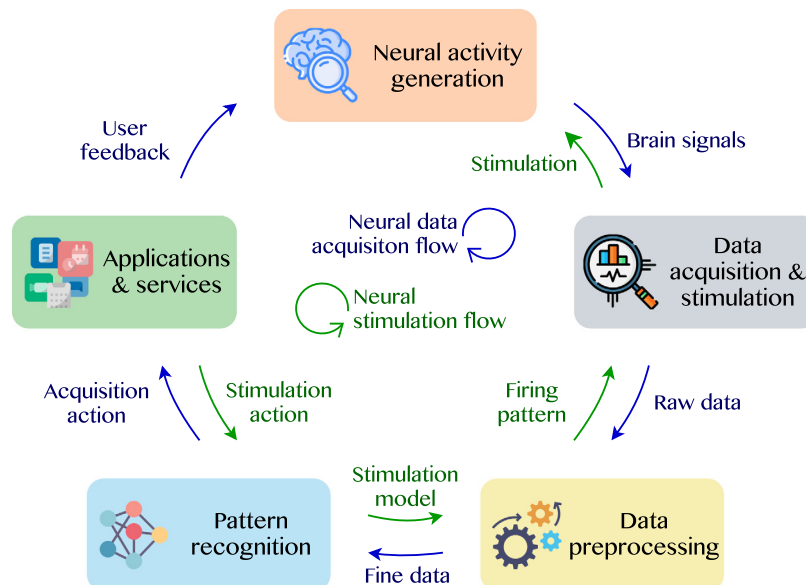 Neural activity
generation
User
feedback
Stimulation
Brain signals
Applications
& services
Neural data
acquisiton flow
Neural
stimulation flow
Data
acquisition &
stimulation
Acquisition
action
Stimulation
action
Firing
pattern
Raw data
Pattern
recognition
Stimulation
model
Fine data
Data
preprocessing